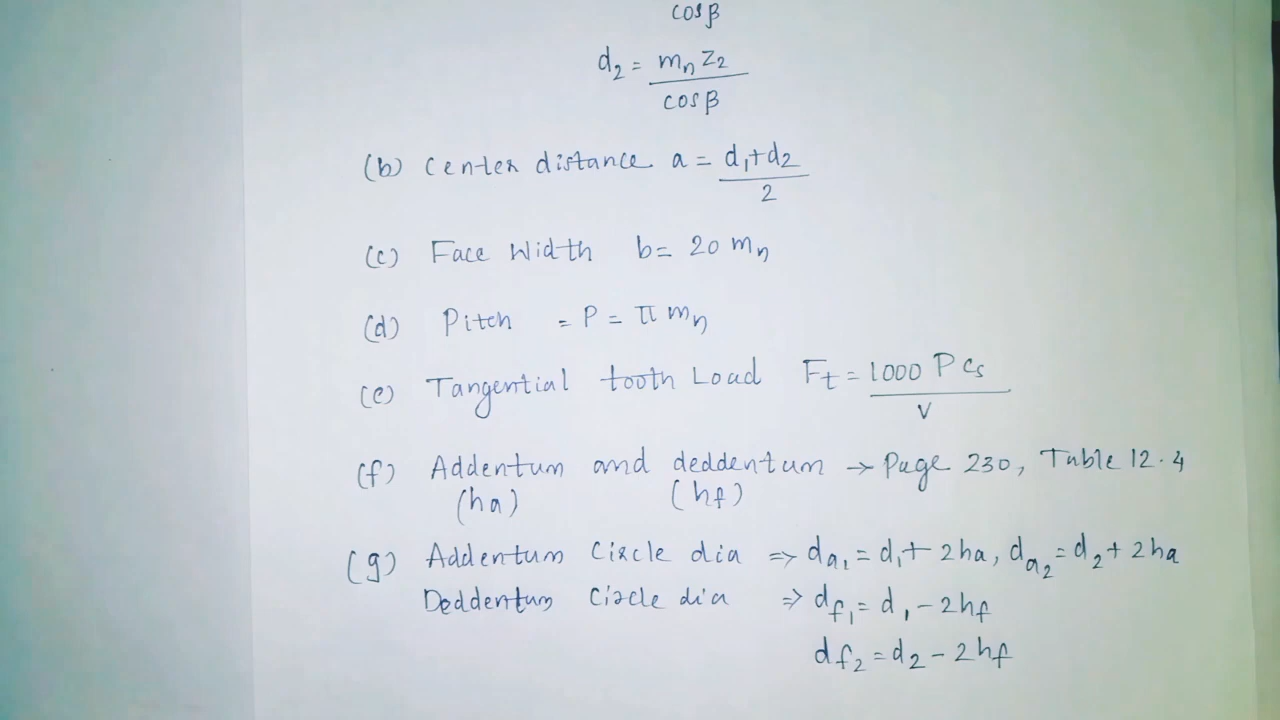 cosβ
d₂ = mₙ z₂
cosβ
(b) Center distance a = d₁+d₂
2
(c) Face Width b = 20 mₙ
(d) Pitch = P = π mₙ
(e) Tangential tooth Load Fₜ = 1000 P Cₛ
v
(f) Addentum and deddentum → Page 230, Table 12.4
(ha) (hf)
(g) Addentum Circle dia ⇒ da₁ = d₁ + 2ha, da₂ = d₂ + 2ha
Deddentum Circle dia ⇒ df₁ = d₁ - 2hf
df₂ = d₂ - 2hf